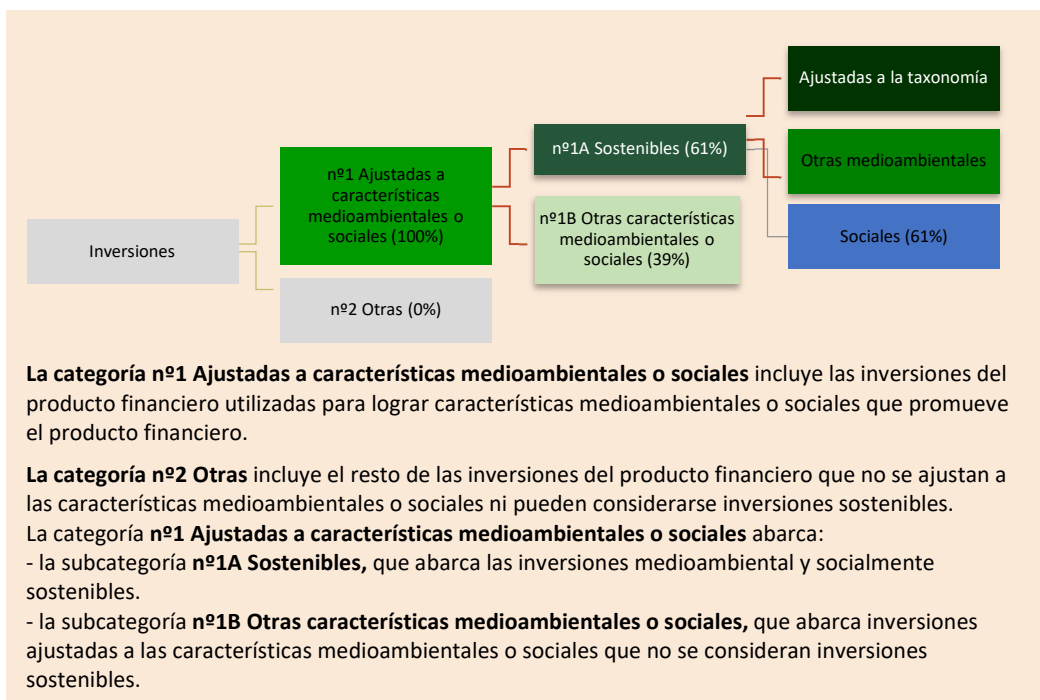 Ajustadas a la taxonomía
nº1A Sostenibles (61%)
Otras medioambientales
nº1 Ajustadas a
características
medioambientales o
sociales (100%)
nº1B Otras características
medioambientales o
sociales (39%)
Sociales (61%)
Inversiones
nº2 Otras (0%)
La categoría nº1 Ajustadas a características medioambientales o sociales incluye las inversiones del
producto financiero utilizadas para lograr características medioambientales o sociales que promueve
el producto financiero.
La categoría nº2 Otras incluye el resto de las inversiones del producto financiero que no se ajustan a
las características medioambientales o sociales ni pueden considerarse inversiones sostenibles.
La categoría nº1 Ajustadas a características medioambientales o sociales abarca:
- la subcategoría nº1A Sostenibles, que abarca las inversiones medioambiental y socialmente
sostenibles.
- la subcategoría nº1B Otras características medioambientales o sociales, que abarca inversiones
ajustadas a las características medioambientales o sociales que no se consideran inversiones
sostenibles.